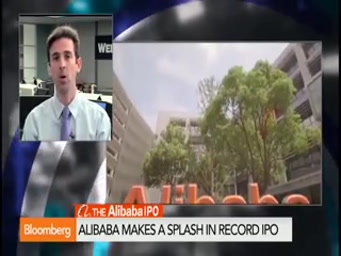 WE
Alibaba
THE Alibaba IPO
Bloomberg
ALIBABA MAKES A SPLASH IN RECORD IPO